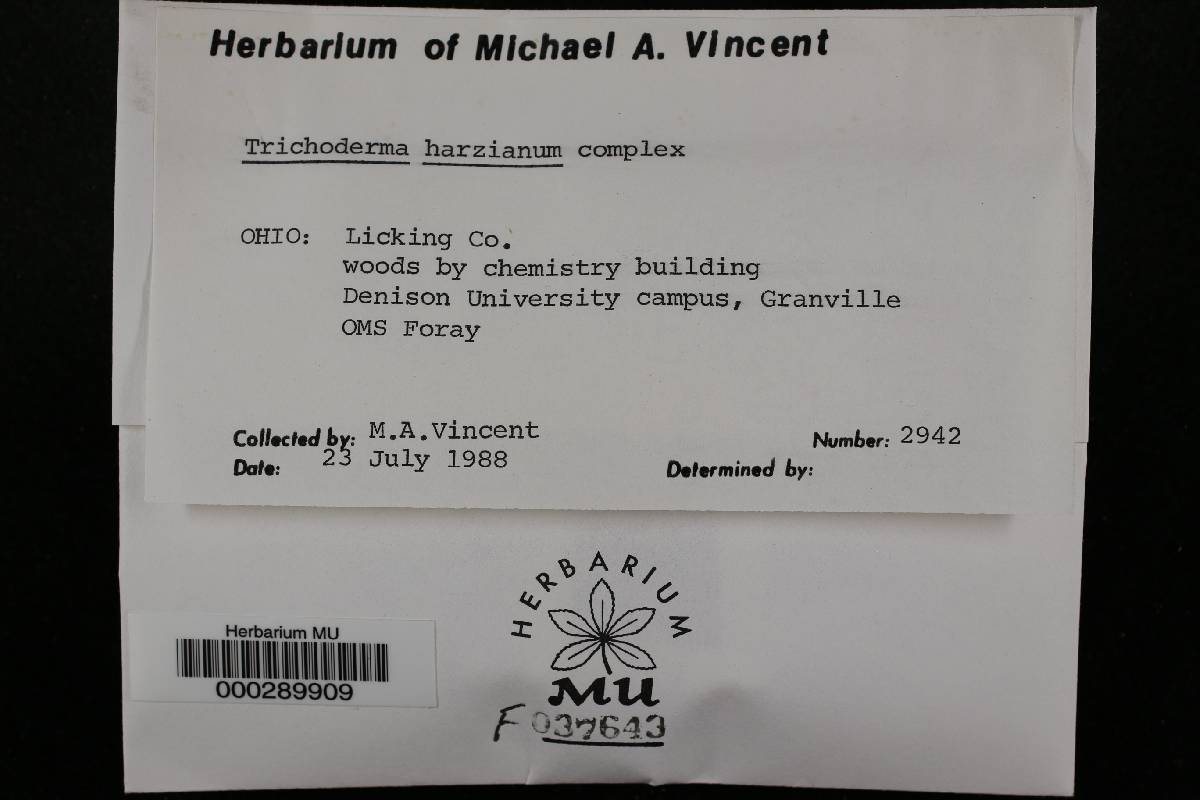 Herbarium of Michael A. Vincent
Trichoderma harzianum complex
OHIO: Licking Co.
woods by chemistry building
Denison University campus, Granville
OMS Foray
Collected by: M.A.Vincent
Number: 2942
Date: 23 July 1988
Determined by:
HERBARIUM
MU
F 037643
Herbarium MU
000289909